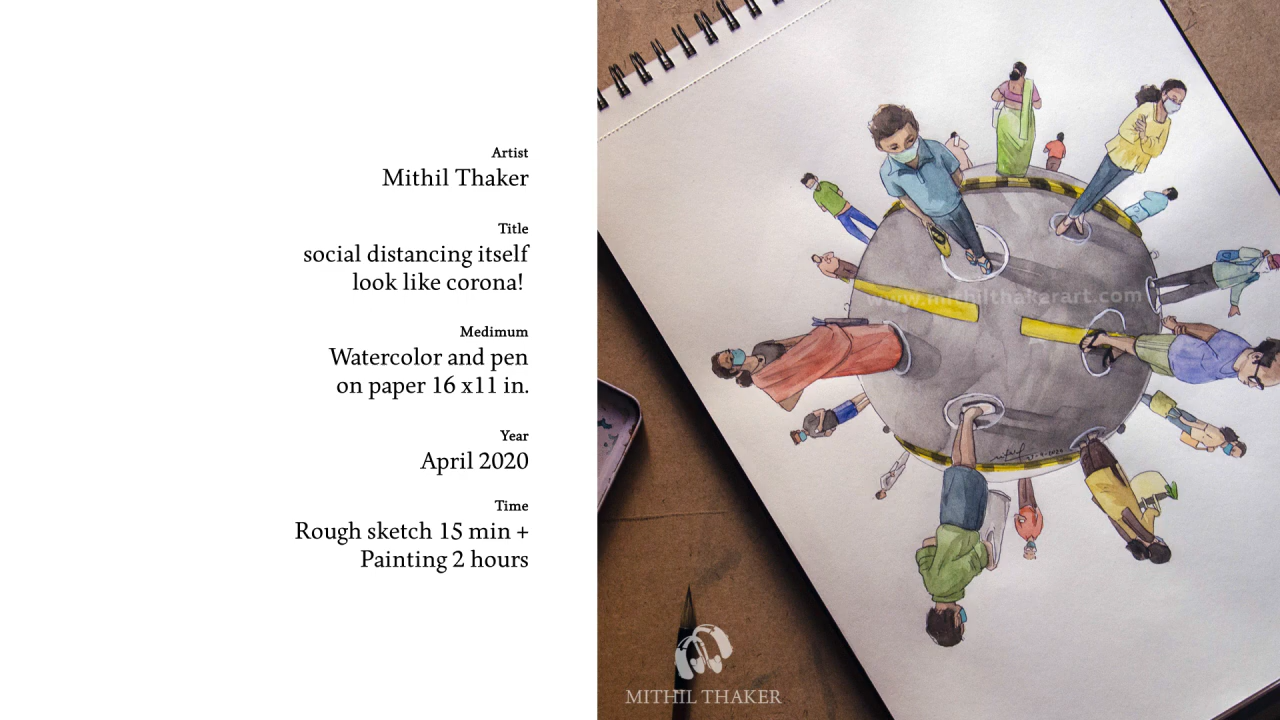 Artist
Mithil Thaker
Title
social distancing itself
look like corona!
Medimum
Watercolor and pen
on paper 16 x11 in.
Year
April 2020
Time
Rough sketch 15 min +
Painting 2 hours
www.mithilthakerart.com
MITHIL THAKER